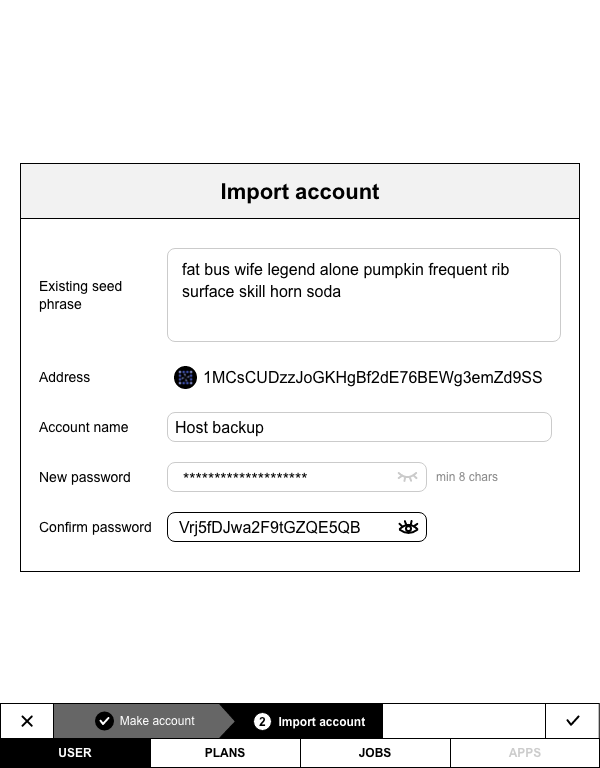 Import account
Existing seed
phrase
fat bus wife legend alone pumpkin frequent rib
surface skill horn soda
Address
1MCsCUDzzJoGKHgBf2dE76BEWg3emZd9SS
Account name
Host backup
New password
********************
min 8 chars
Confirm password
Vrj5fDJwa2F9tGZQE5QB
Make account
2 Import account
USER
PLANS
JOBS
APPS